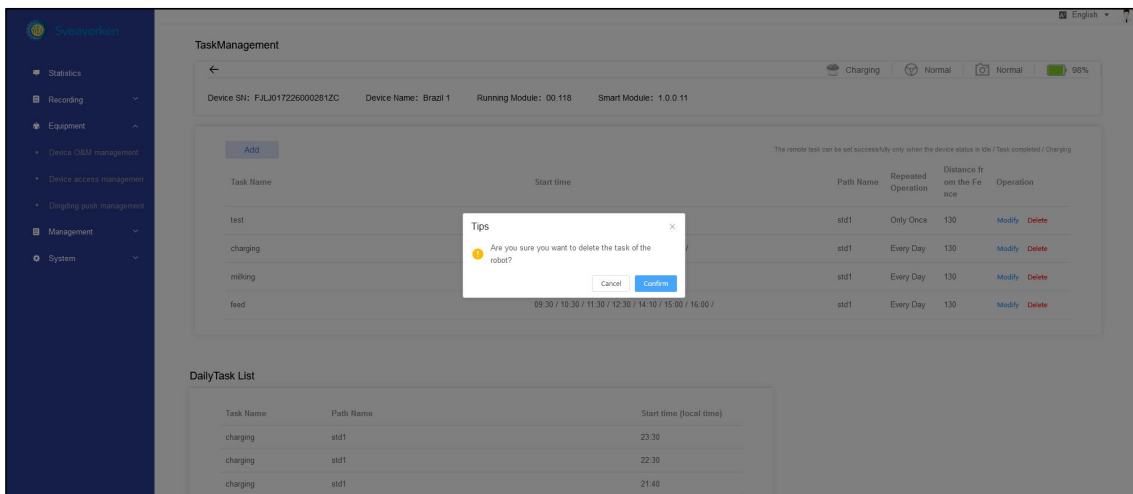 English
Sveaverken
TaskManagement
Statistics
Charging Normal Normal 98%
Recording
Device SN: FJLJ017226000281ZC Device Name: Brazil 1 Running Module: 00.118 Smart Module: 1.0.0.11
Equipment
Device O&M management
Device access managemen
Dingding push management
Management
System
Add
The remote task can be set successfully only when the device status in Idle / Task completed / Charging
Task Name Start time Path Name Repeated Operation Distance fr
om the Fe
nce Operation
test std1 Only Once 130 Modify Delete
charging / std1 Every Day 130 Modify Delete
milking std1 Every Day 130 Modify Delete
feed 09:30 / 10:30 / 11:30 / 12:30 / 14:10 / 15:00 / 16:00 / std1 Every Day 130 Modify Delete
Tips
Are you sure you want to delete the task of the
robot?
Cancel Confirm
DailyTask List
Task Name Path Name Start time (local time)
charging std1 23:30
charging std1 22:30
charging std1 21:40